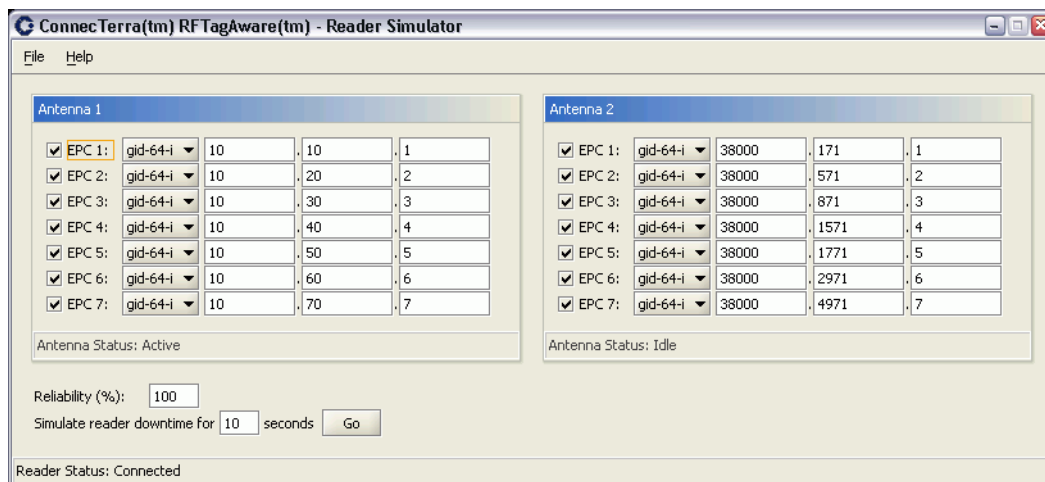 ConnecTerra(tm) RFTagAware(tm) - Reader Simulator
File Help
Antenna 1
EPC 1: gid-64-i 10 . 10 . 1
EPC 2: gid-64-i 10 . 20 . 2
EPC 3: gid-64-i 10 . 30 . 3
EPC 4: gid-64-i 10 . 40 . 4
EPC 5: gid-64-i 10 . 50 . 5
EPC 6: gid-64-i 10 . 60 . 6
EPC 7: gid-64-i 10 . 70 . 7
Antenna Status: Active
Antenna 2
EPC 1: gid-64-i 38000 . 171 . 1
EPC 2: gid-64-i 38000 . 571 . 2
EPC 3: gid-64-i 38000 . 871 . 3
EPC 4: gid-64-i 38000 . 1571 . 4
EPC 5: gid-64-i 38000 . 1771 . 5
EPC 6: gid-64-i 38000 . 2971 . 6
EPC 7: gid-64-i 38000 . 4971 . 7
Antenna Status: Idle
Reliability (%): 100
Simulate reader downtime for 10 seconds Go
Reader Status: Connected